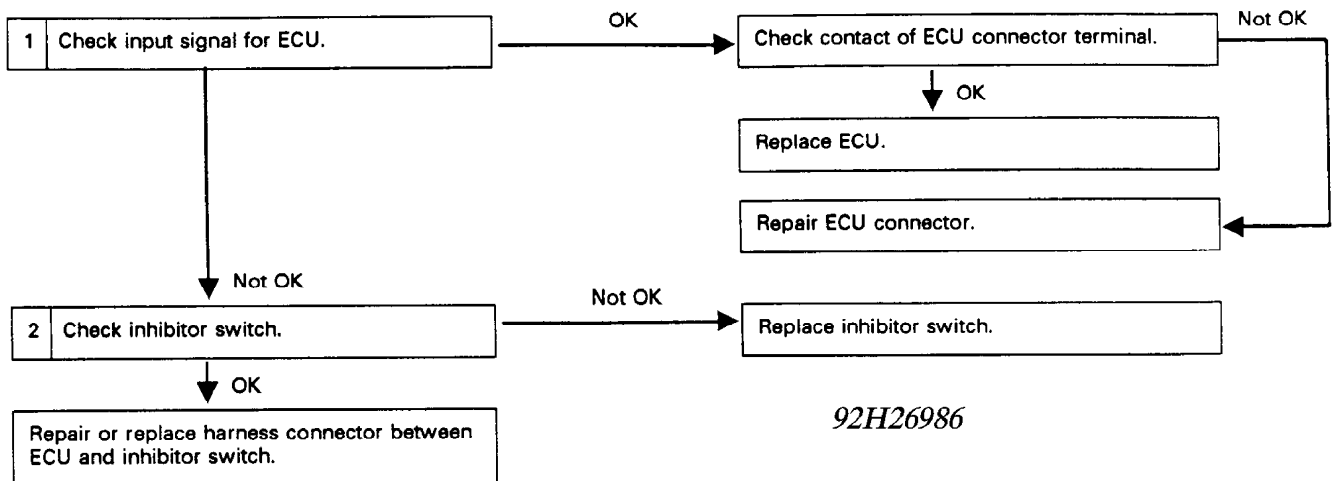 1 Check input signal for ECU.
OK
Check contact of ECU connector terminal.
Not OK
OK
Replace ECU.
Repair ECU connector.
Not OK
2 Check inhibitor switch.
Not OK
Replace inhibitor switch.
OK
Repair or replace harness connector between
ECU and inhibitor switch.
92H26986